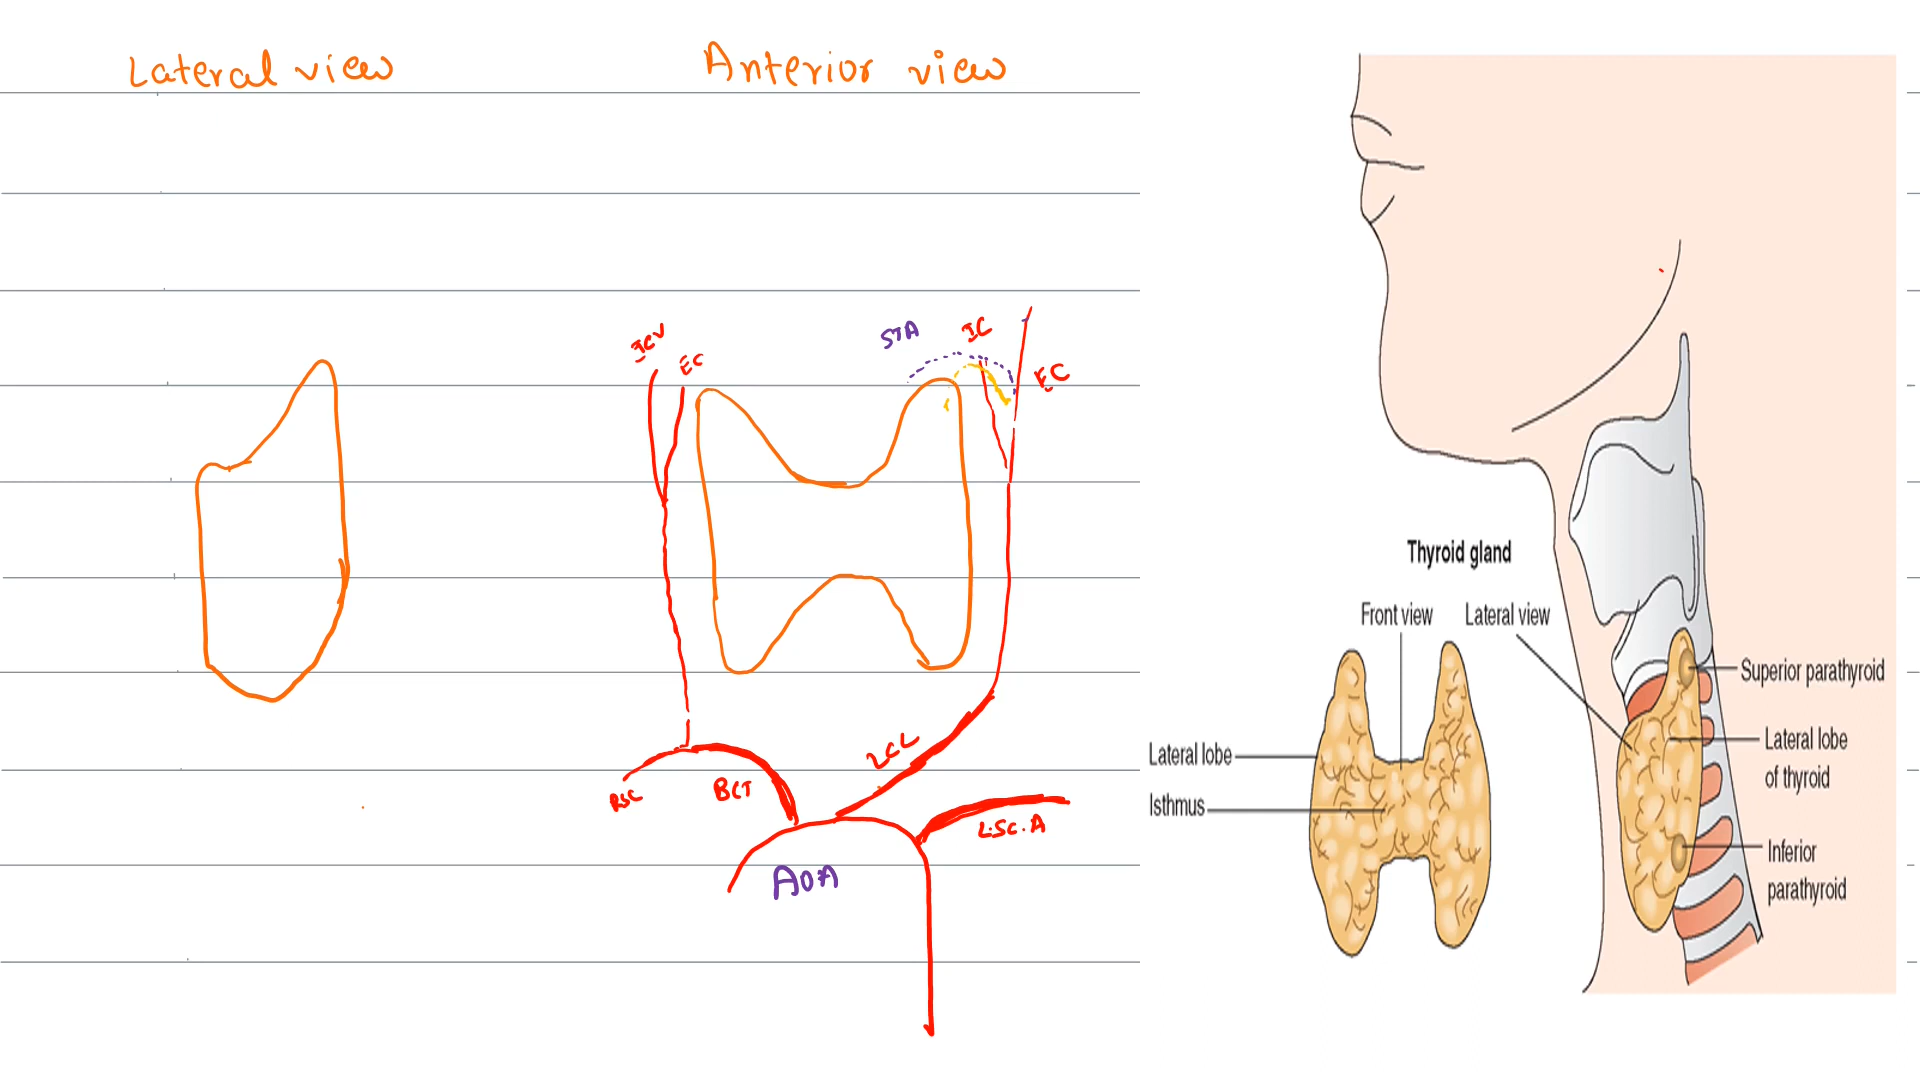 Lateral view
Anterior view
ICV
EC
STA
IC
EC
RSC
BCT
LCC
L.SC.A
AOA
Thyroid gland
Front view
Lateral view
Lateral lobe
Isthmus
Superior parathyroid
Lateral lobe
of thyroid
Inferior
parathyroid